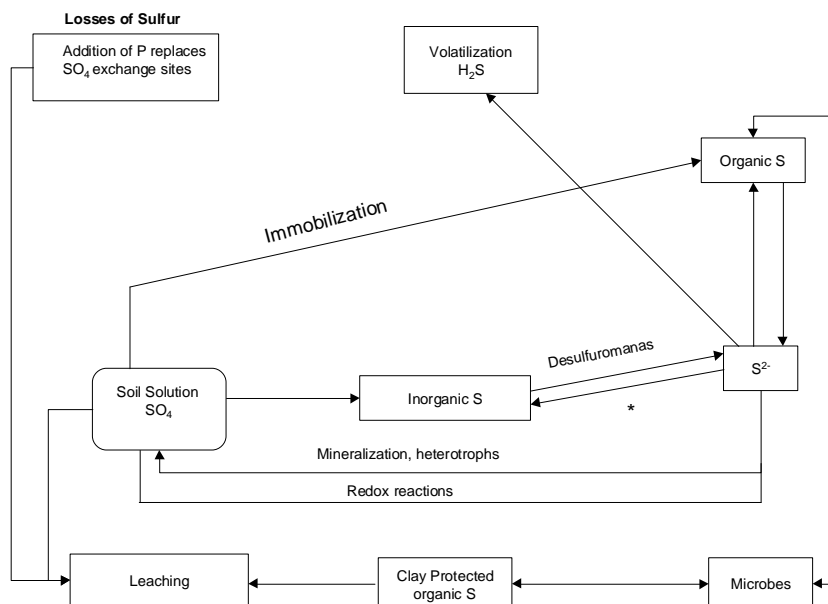 Losses of Sulfur
Addition of P replaces
SO₄ exchange sites
Volatilization
H₂S
Organic S
Immobilization
Desulfuromanas
S²⁻
Soil Solution
SO₄
Inorganic S
*
Mineralization, heterotrophs
Redox reactions
Leaching
Clay Protected
organic S
Microbes